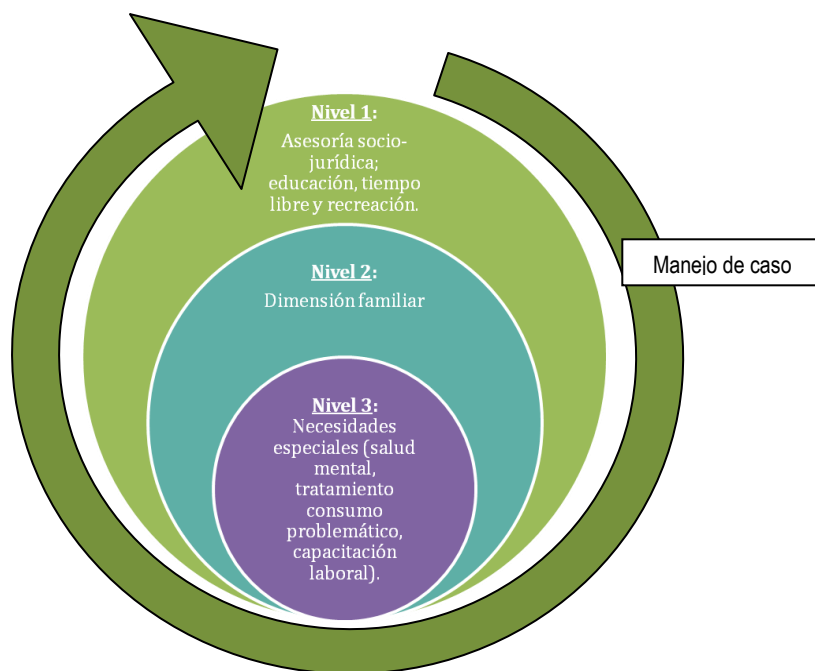 Nivel 1:
Asesoría socio-
jurídica;
educación, tiempo
libre y recreación.
Manejo de caso
Nivel 2:
Dimensión familiar
Nivel 3:
Necesidades
especiales (salud
mental,
tratamiento
consumo
problemático,
capacitación
laboral).